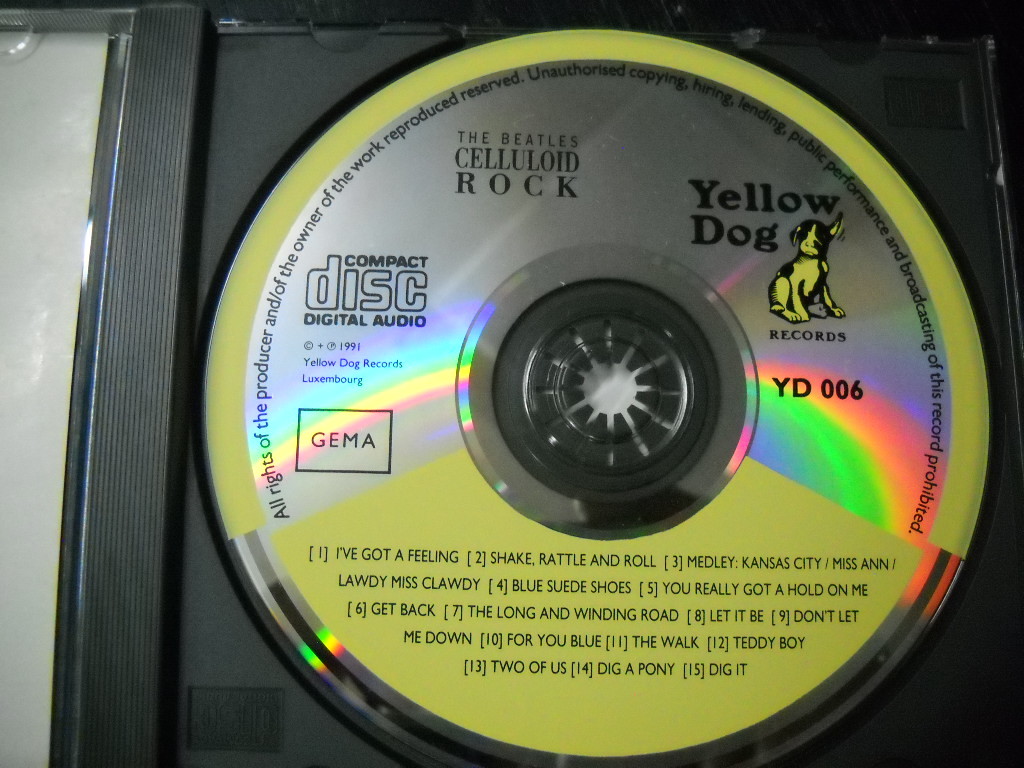 All rights of the producer and/of the owner of the work reproduced reserved. Unauthorised copying, hiring, lending, public performance and broadcasting of this record prohibited.
THE BEATLES
CELLULOID
ROCK
Yellow
Dog
RECORDS
COMPACT
disc
DIGITAL AUDIO
© + ℗ 1991
Yellow Dog Records
Luxembourg
YD 006
GEMA
[1] I'VE GOT A FEELING [2] SHAKE, RATTLE AND ROLL [3] MEDLEY: KANSAS CITY / MISS ANN /
LAWDY MISS CLAWDY [4] BLUE SUEDE SHOES [5] YOU REALLY GOT A HOLD ON ME
[6] GET BACK [7] THE LONG AND WINDING ROAD [8] LET IT BE [9] DON'T LET
ME DOWN [10] FOR YOU BLUE [11] THE WALK [12] TEDDY BOY
[13] TWO OF US [14] DIG A PONY [15] DIG IT